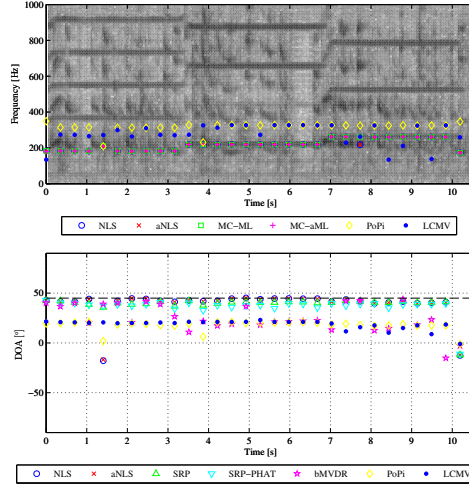 1000
800
600
400
200
0
Frequency [Hz]
0 1 2 3 4 5 6 7 8 9 10
Time [s]
NLS aNLS MC−ML MC−aML PoPi LCMV
50
0
−50
DOA [°]
0 1 2 3 4 5 6 7 8 9 10
Time [s]
NLS aNLS SRP SRP−PHAT bMVDR PoPi LCMV